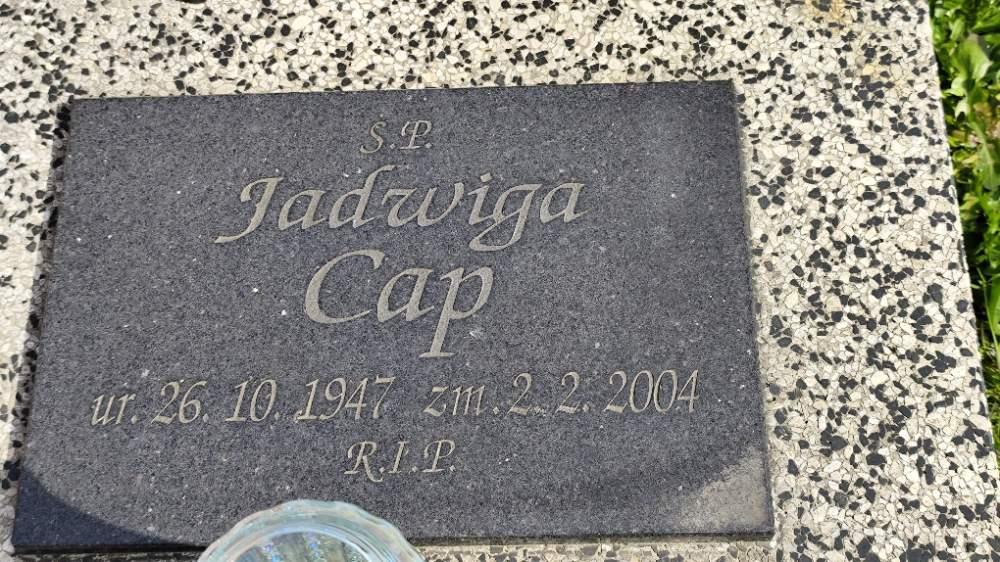 Ś.P.
Jadwiga
Cap
ur. 26. 10. 1947 zm. 2. 2. 2004
R.I.P.